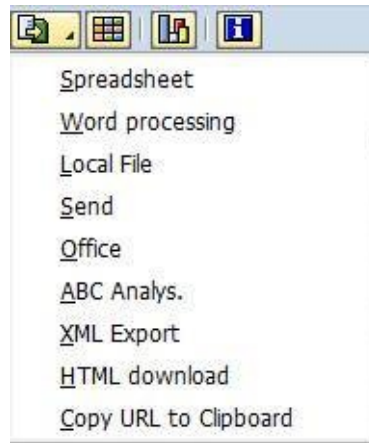 Spreadsheet
Word processing
Local File
Send
Office
ABC Analys.
XML Export
HTML download
Copy URL to Clipboard